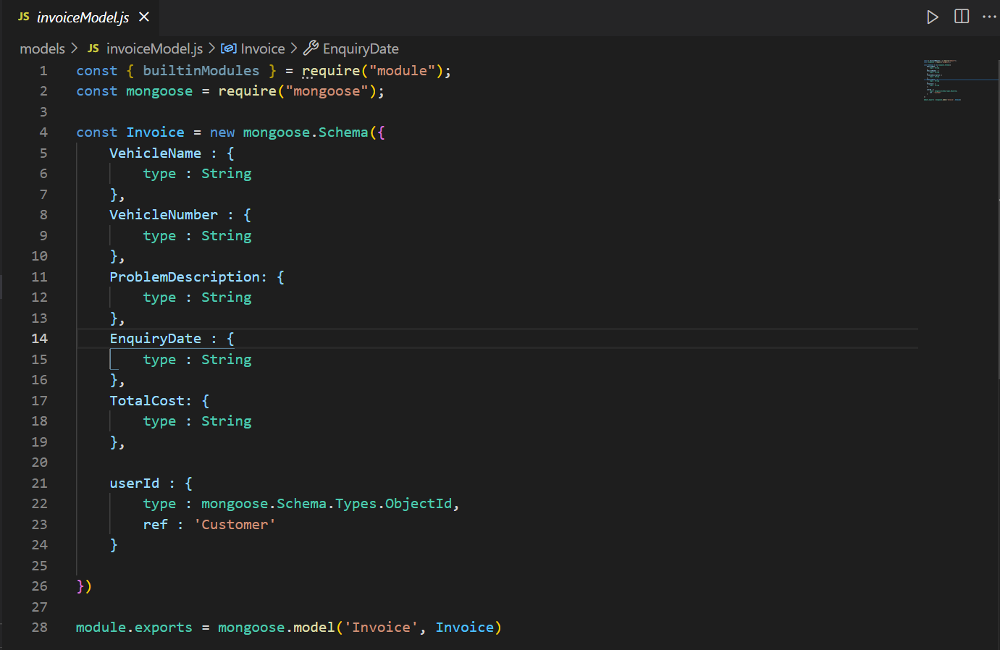 JS invoiceModel.js
models > JS invoiceModel.js > Invoice > EnquiryDate
1 const { builtinModules } = require("module");
2 const mongoose = require("mongoose");
3
4 const Invoice = new mongoose.Schema({
5 VehicleName : {
6 type : String
7 },
8 VehicleNumber : {
9 type : String
10 },
11 ProblemDescription: {
12 type : String
13 },
14 EnquiryDate : {
15 type : String
16 },
17 TotalCost: {
18 type : String
19 },
20
21 userId : {
22 type : mongoose.Schema.Types.ObjectId,
23 ref : 'Customer'
24 }
25
26 })
27
28 module.exports = mongoose.model('Invoice', Invoice)